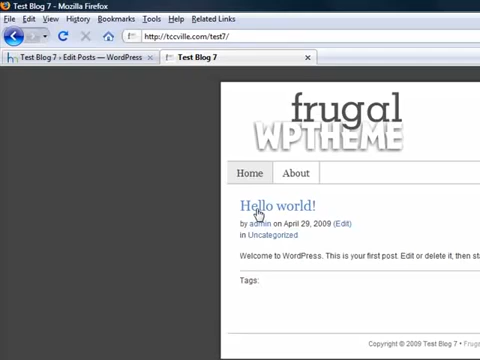 Test Blog 7 - Mozilla Firefox
File Edit View History Bookmarks Tools Help Related Links
http://tccville.com/test7/
Test Blog 7 › Edit Posts — WordPress
Test Blog 7
frugal
WPTHEME
Home About
Hello world!
by admin on April 29, 2009 (Edit)
in Uncategorized
Welcome to WordPress. This is your first post. Edit or delete it, then st
Tags:
Copyright © 2009 Test Blog 7 • Fruga